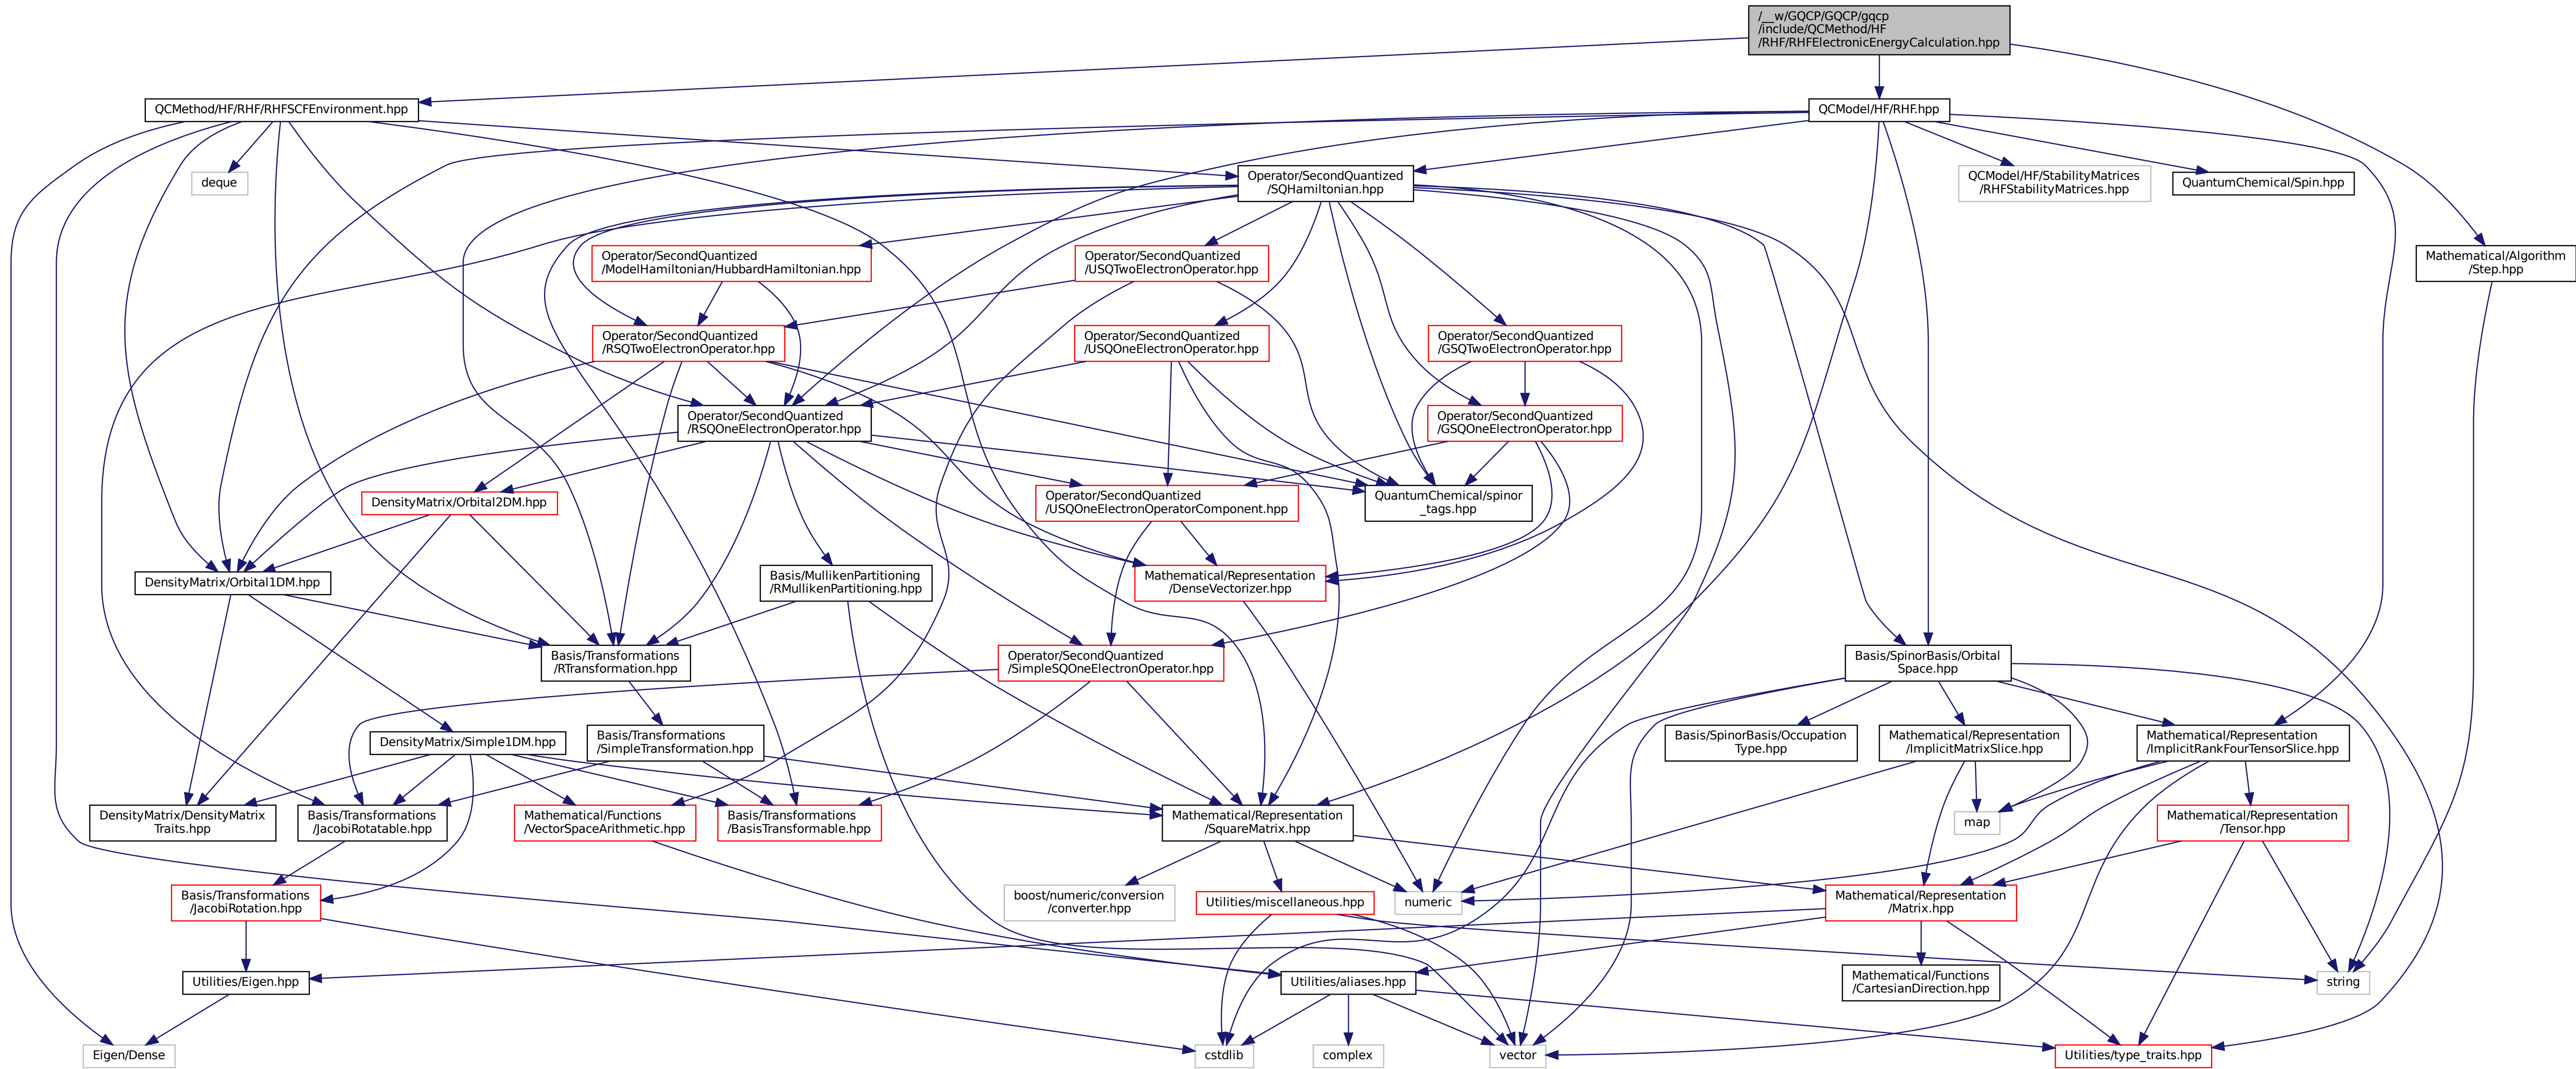 /__w/GQCP/GQCP/gqcp
/include/QCMethod/HF
/RHF/RHFElectronicEnergyCalculation.hpp
QCMethod/HF/RHF/RHFSCFEnvironment.hpp
QCModel/HF/RHF.hpp
deque
Operator/SecondQuantized
/SQHamiltonian.hpp
QCModel/HF/StabilityMatrices
/RHFStabilityMatrices.hpp
QuantumChemical/Spin.hpp
Operator/SecondQuantized
/ModelHamiltonian/HubbardHamiltonian.hpp
Operator/SecondQuantized
/USQTwoElectronOperator.hpp
Mathematical/Algorithm
/Step.hpp
Operator/SecondQuantized
/RSQTwoElectronOperator.hpp
Operator/SecondQuantized
/USQOneElectronOperator.hpp
Operator/SecondQuantized
/GSQTwoElectronOperator.hpp
Operator/SecondQuantized
/RSQOneElectronOperator.hpp
Operator/SecondQuantized
/GSQOneElectronOperator.hpp
DensityMatrix/Orbital2DM.hpp
Operator/SecondQuantized
/USQOneElectronOperatorComponent.hpp
QuantumChemical/spinor
_tags.hpp
DensityMatrix/Orbital1DM.hpp
Basis/MullikenPartitioning
/RMullikenPartitioning.hpp
Mathematical/Representation
/DenseVectorizer.hpp
Basis/Transformations
/RTransformation.hpp
Operator/SecondQuantized
/SimpleSQOneElectronOperator.hpp
Basis/SpinorBasis/Orbital
Space.hpp
DensityMatrix/Simple1DM.hpp
Basis/Transformations
/SimpleTransformation.hpp
Basis/SpinorBasis/Occupation
Type.hpp
Mathematical/Representation
/ImplicitMatrixSlice.hpp
Mathematical/Representation
/ImplicitRankFourTensorSlice.hpp
DensityMatrix/DensityMatrix
Traits.hpp
Basis/Transformations
/JacobiRotatable.hpp
Mathematical/Functions
/VectorSpaceArithmetic.hpp
Basis/Transformations
/BasisTransformable.hpp
Mathematical/Representation
/SquareMatrix.hpp
map
Mathematical/Representation
/Tensor.hpp
Basis/Transformations
/JacobiRotation.hpp
boost/numeric/conversion
/converter.hpp
Utilities/miscellaneous.hpp
numeric
Mathematical/Representation
/Matrix.hpp
Utilities/Eigen.hpp
Utilities/aliases.hpp
Mathematical/Functions
/CartesianDirection.hpp
string
Eigen/Dense
cstdlib
complex
vector
Utilities/type_traits.hpp